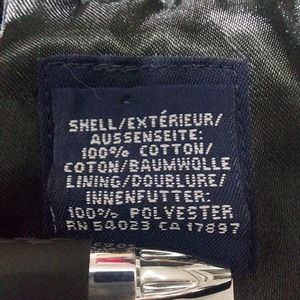 SHELL/EXTÉRIEUR/
AUSSENSEITE:
100% COTTON/
COTON/BAUMWOLLE
LINING/DOUBLURE/
INNENFUTTER:
100% POLYESTER
RN 54023 CA 17897